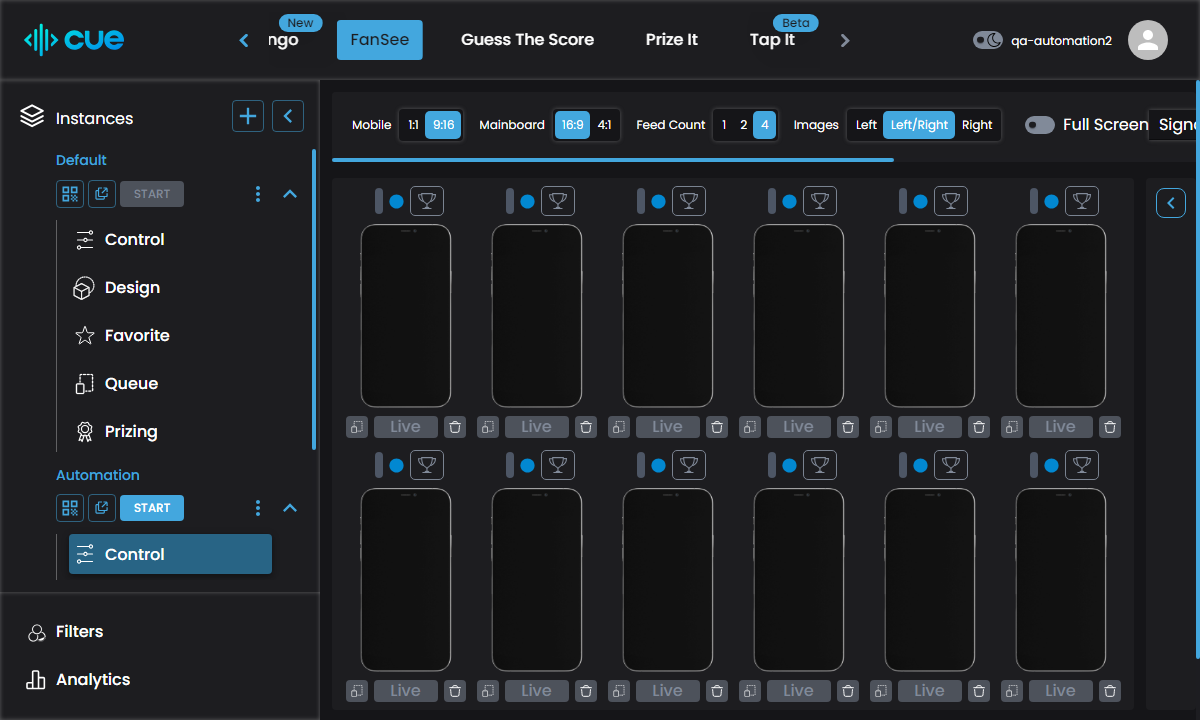 cue
New
ngo
FanSee
Guess The Score
Prize It
Beta
Tap It
qa-automation2
Instances
Default
START
Control
Design
Favorite
Queue
Prizing
Automation
START
Control
Filters
Analytics
Mobile 1:1 9:16 Mainboard 16:9 4:1 Feed Count 1 2 4 Images Left Left/Right Right Full Screen
Live Live Live Live Live Live
Live Live Live Live Live Live